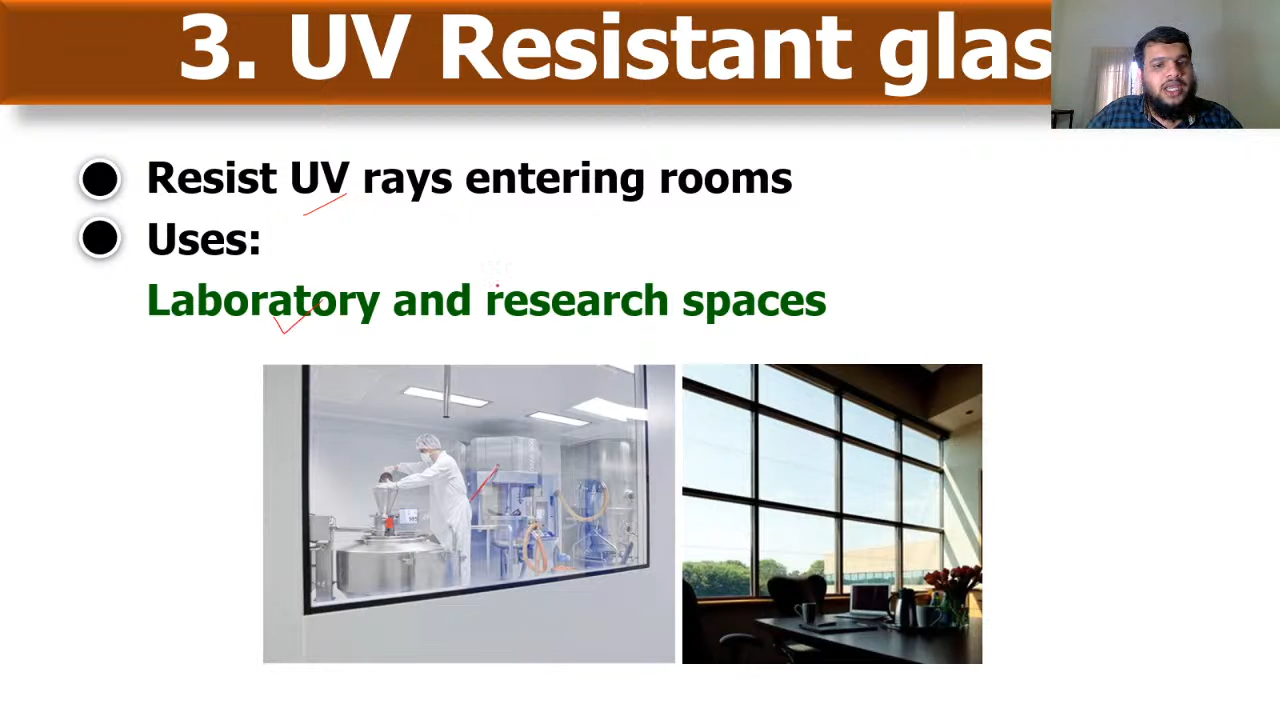 3. UV Resistant glas
Resist UV rays entering rooms
Uses:
Laboratory and research spaces